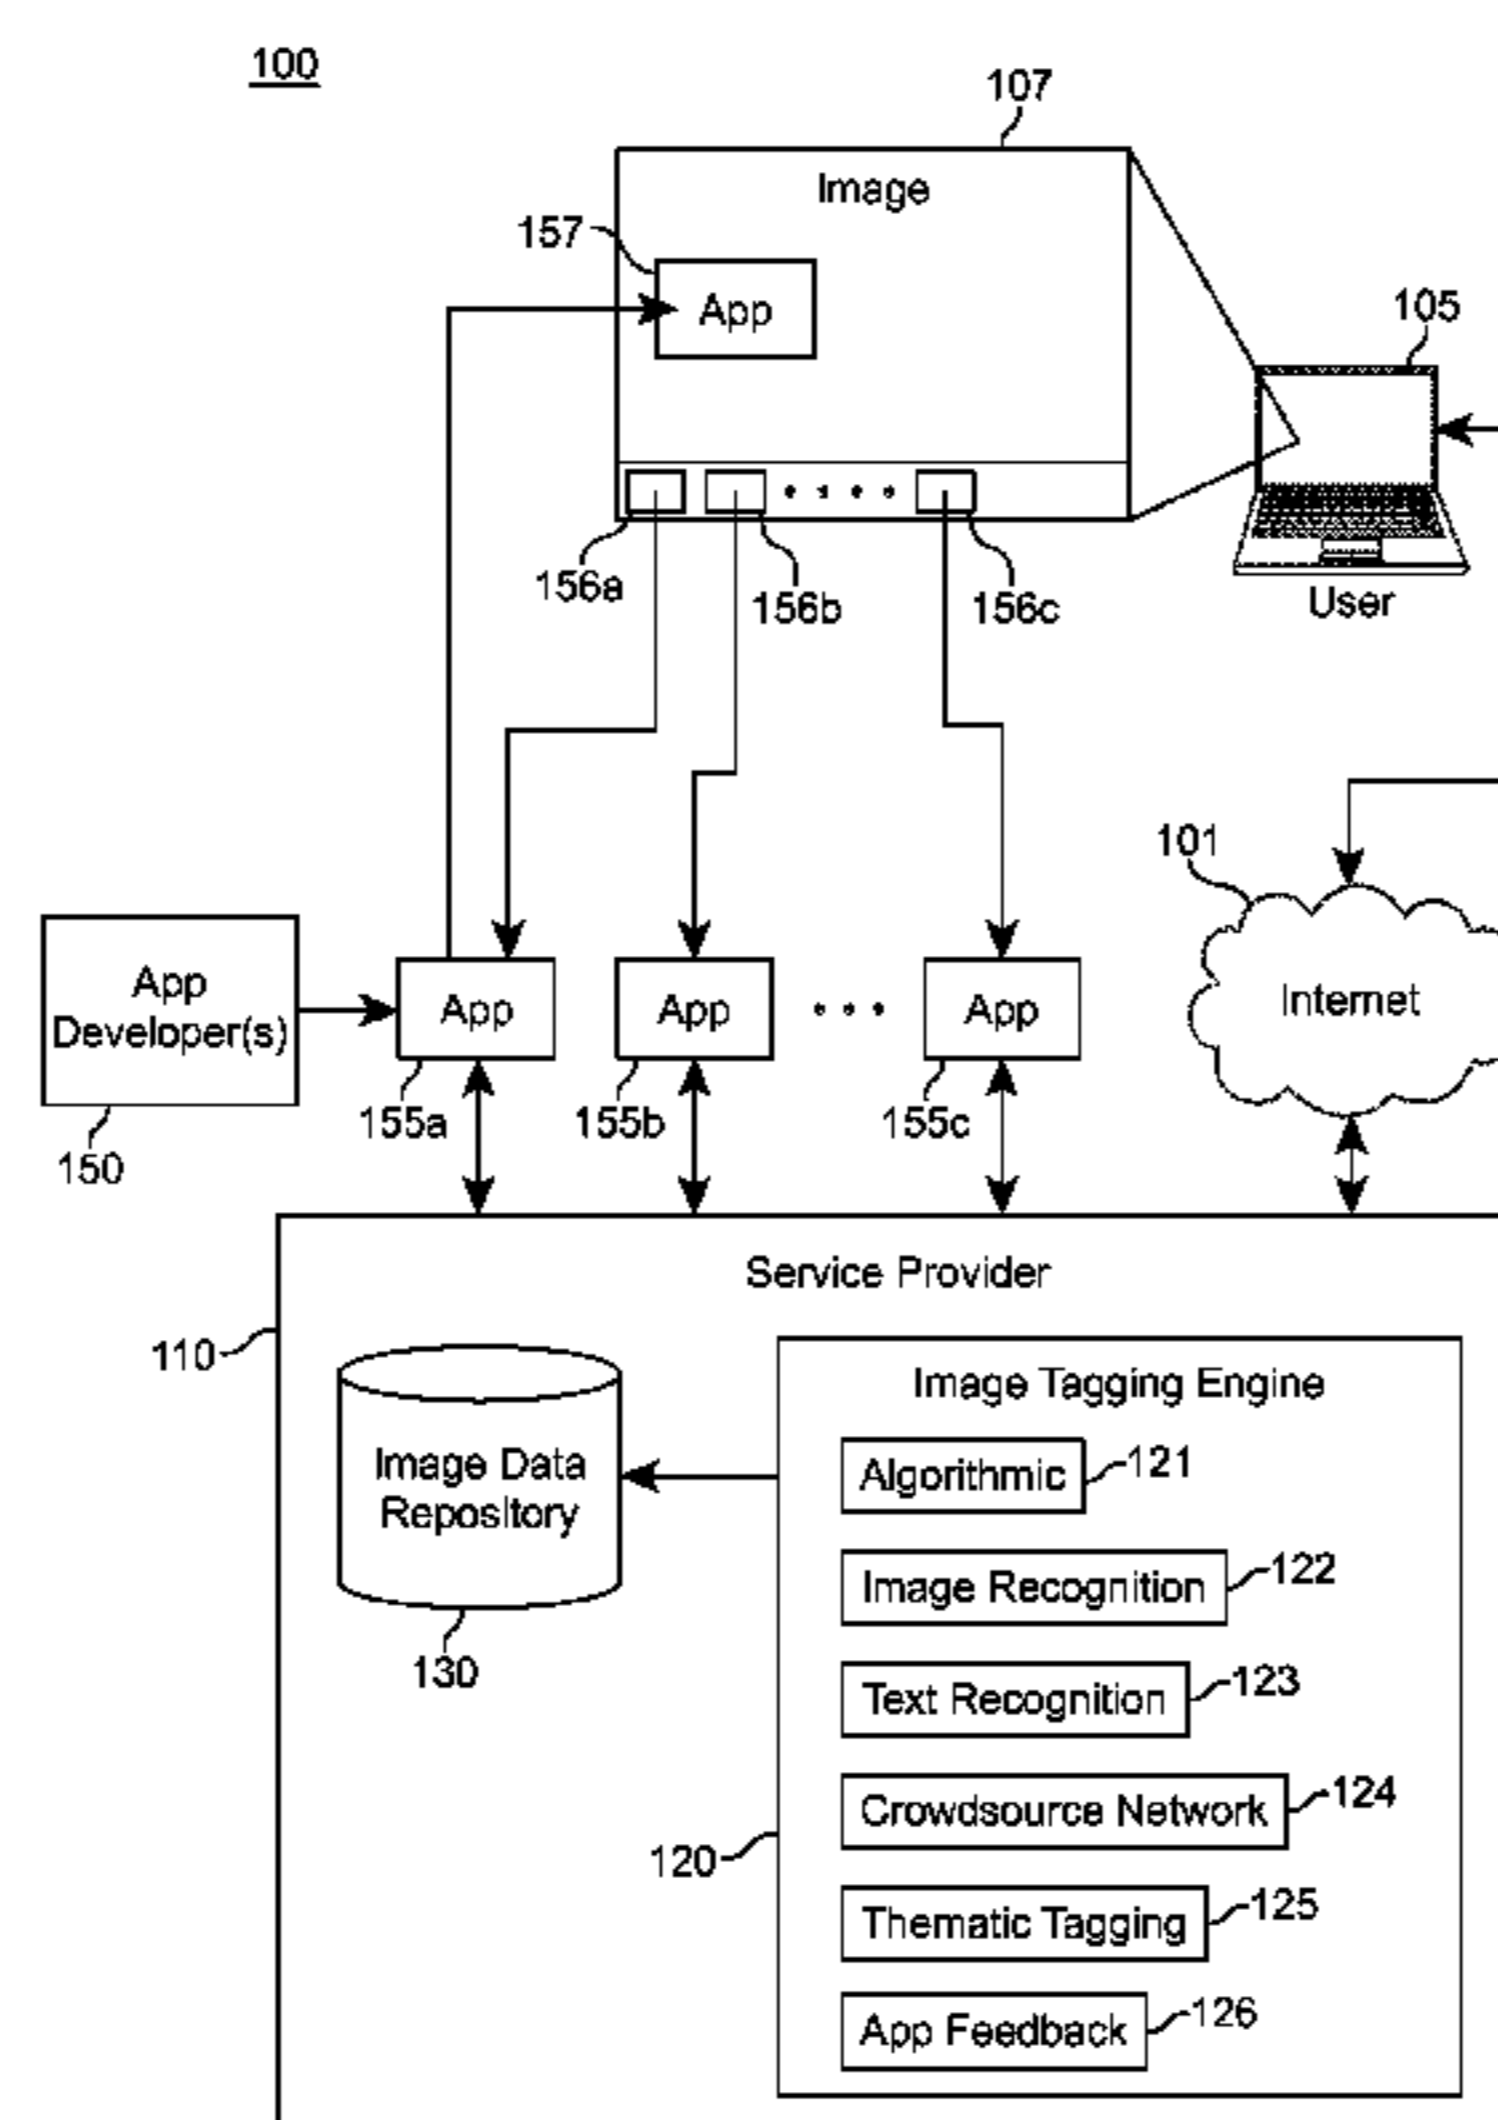 100
107
Image
157
App
105
156a
156b
156c
User
101
App
Developer(s)
App
App
App
Internet
155a
155b
155c
150
Service Provider
110
Image Tagging Engine
Image Data
Repository
Algorithmic
121
Image Recognition
122
130
Text Recognition
123
Crowdsource Network
124
120
Thematic Tagging
125
App Feedback
126